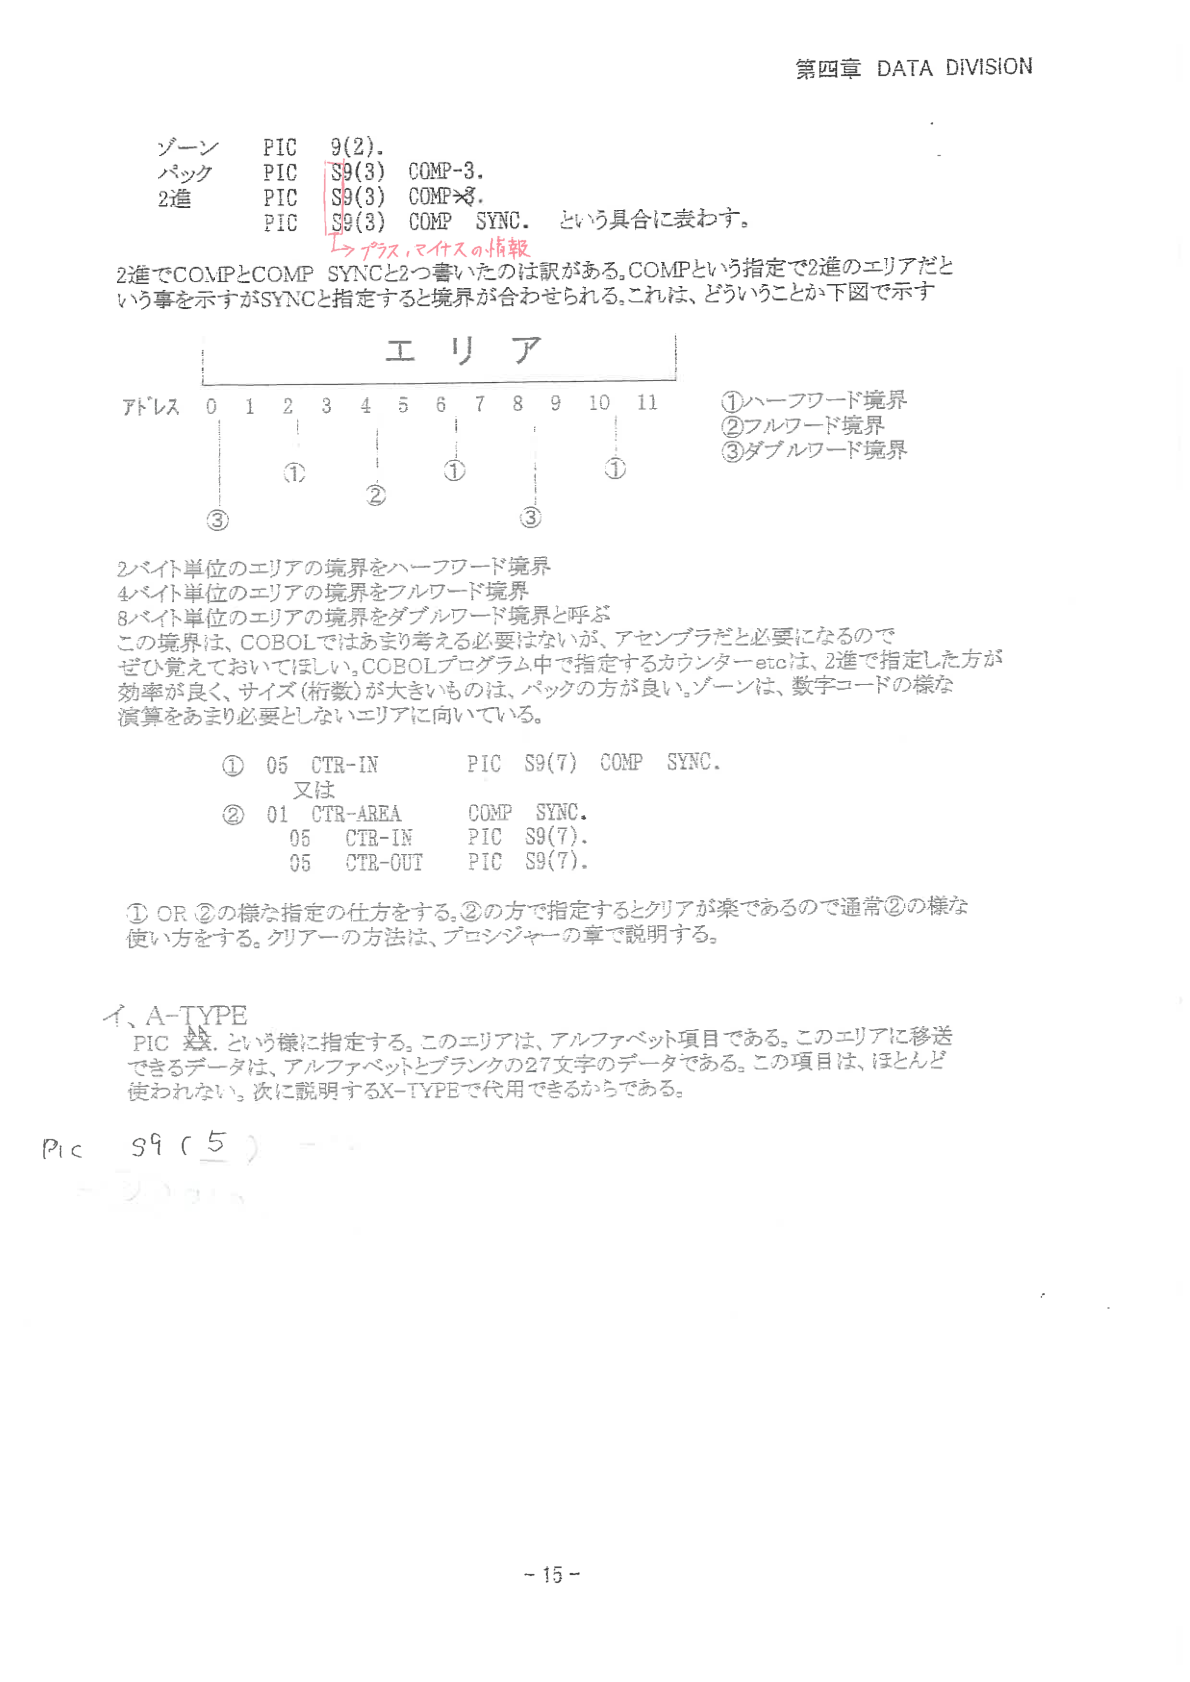 第四章 DATA DIVISION
ゾーン PIC 9(2).
パック PIC S9(3) COMP-3.
2進 PIC S9(3) COMP.
PIC S9(3) COMP SYNC. という具合に表わす。
→プラス,マイナスの情報
2進でCOMPとCOMP SYNCと2つ書いたのは訳がある。COMPという指定で2進のエリアだと
いう事を示すがSYNCと指定すると境界が合わせられる。これは、どういうことか下図で示す
エリア
アドレス 0 1 2 3 4 5 6 7 8 9 10 11
①ハーフワード境界
②フルワード境界
③ダブルワード境界
① ① ①
②
③ ③
2バイト単位のエリアの境界をハーフワード境界
4バイト単位のエリアの境界をフルワード境界
8バイト単位のエリアの境界をダブルワード境界と呼ぶ
この境界は、COBOLではあまり考える必要はないが、アセンブラだと必要になるので
ぜひ覚えておいてほしい。COBOLプログラム中で指定するカウンターetcは、2進で指定した方が
効率が良く、サイズ(桁数)が大きいものは、パックの方が良い。ゾーンは、数字コードの様な
演算をあまり必要としないエリアに向いている。
① 05 CTR-IN PIC S9(7) COMP SYNC.
又は
② 01 CTR-AREA COMP SYNC.
05 CTR-IN PIC S9(7).
05 CTR-OUT PIC S9(7).
① OR ②の様な指定の仕方をする。②の方で指定するとクリアが楽であるので通常②の様な
使い方をする。クリアーの方法は、プロシジャーの章で説明する。
イ、A-TYPE
PIC AA. という様に指定する。このエリアは、アルファベット項目である。このエリアに移送
できるデータは、アルファベットとブランクの27文字のデータである。この項目は、ほとんど
使われない。次に説明するX-TYPEで代用できるからである。
Pic S9(5)
- 15 -